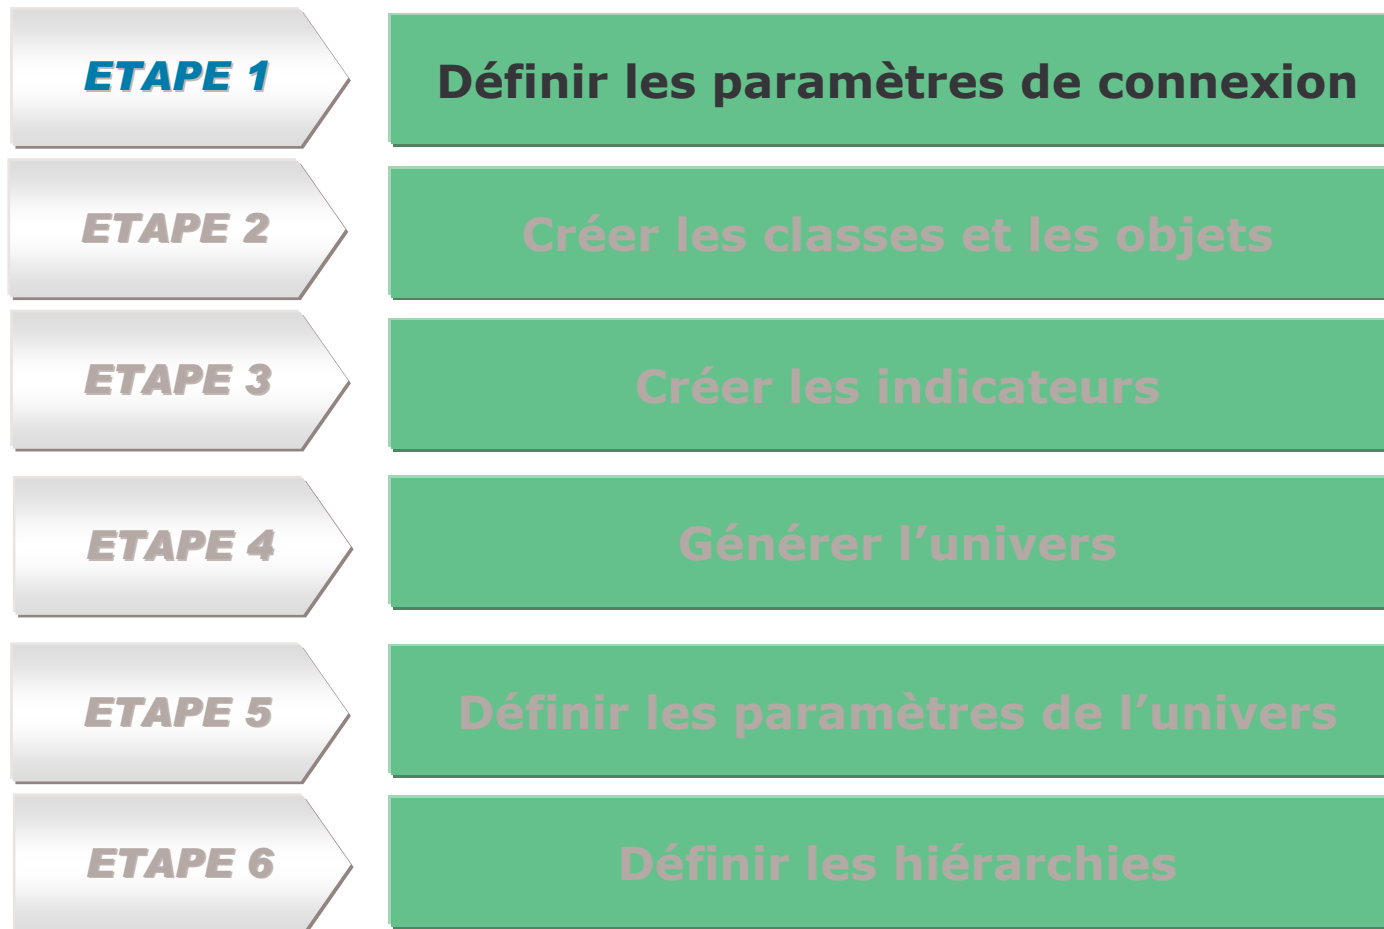 ETAPE 1
Définir les paramètres de connexion
ETAPE 2
Créer les classes et les objets
ETAPE 3
Créer les indicateurs
ETAPE 4
Générer l’univers
ETAPE 5
Définir les paramètres de l’univers
ETAPE 6
Définir les hiérarchies